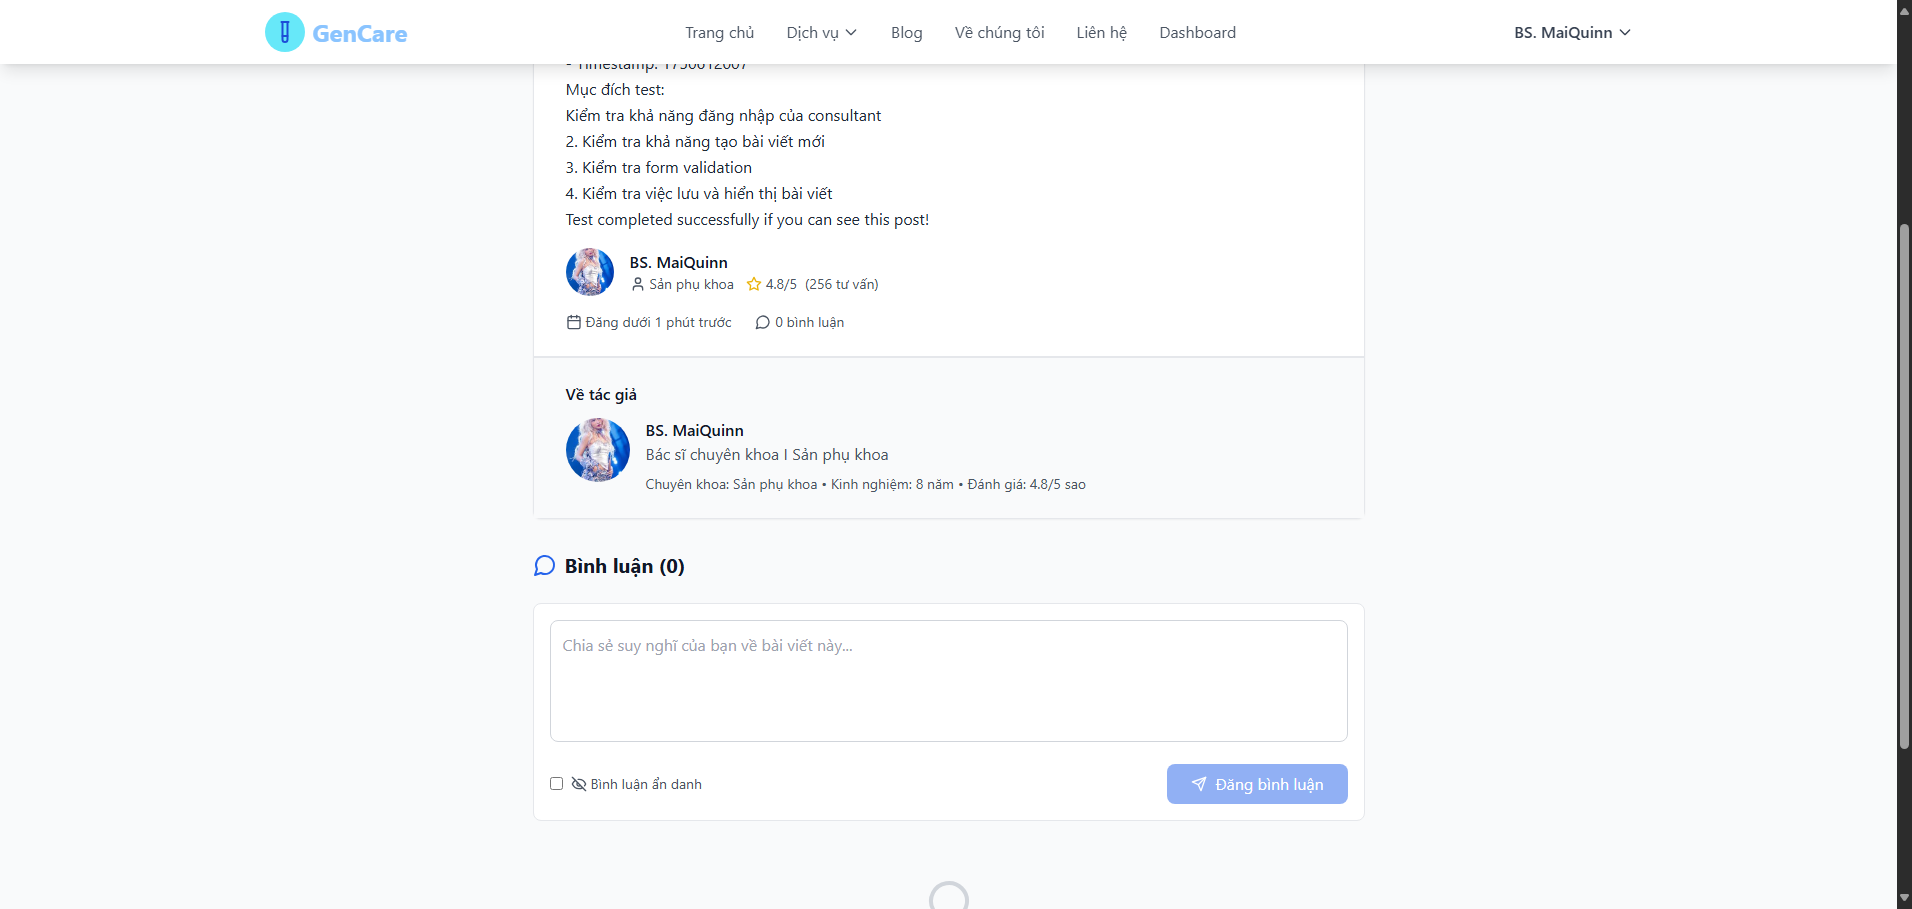 GenCare
Trang chủ
Dịch vụ
Blog
Về chúng tôi
Liên hệ
Dashboard
BS. MaiQuinn
- Timestamp: 1750612007
Mục đích test:
Kiểm tra khả năng đăng nhập của consultant
2. Kiểm tra khả năng tạo bài viết mới
3. Kiểm tra form validation
4. Kiểm tra việc lưu và hiển thị bài viết
Test completed successfully if you can see this post!
BS. MaiQuinn
Sản phụ khoa 4.8/5 (256 tư vấn)
Đăng dưới 1 phút trước 0 bình luận
Về tác giả
BS. MaiQuinn
Bác sĩ chuyên khoa I Sản phụ khoa
Chuyên khoa: Sản phụ khoa • Kinh nghiệm: 8 năm • Đánh giá: 4.8/5 sao
Bình luận (0)
Chia sẻ suy nghĩ của bạn về bài viết này...
Bình luận ẩn danh
Đăng bình luận